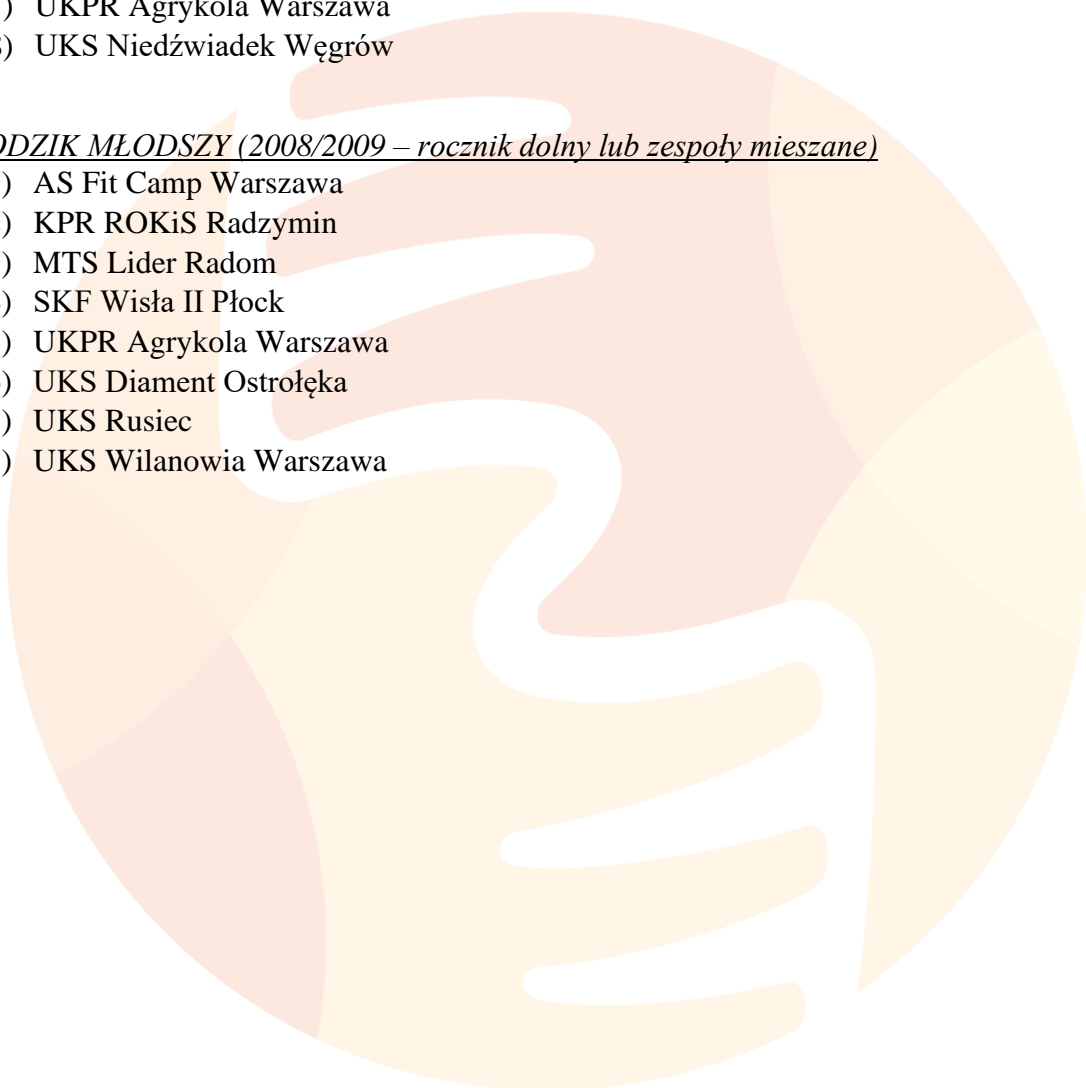 ) UKPR Agrykola Warszawa
) UKS Niedźwiadek Węgrów
ODZIK MŁODSZY (2008/2009 – rocznik dolny lub zespoły mieszane)
) AS Fit Camp Warszawa
) KPR ROKiS Radzymin
) MTS Lider Radom
) SKF Wisła II Płock
) UKPR Agrykola Warszawa
) UKS Diament Ostrołęka
) UKS Rusiec
) UKS Wilanowia Warszawa